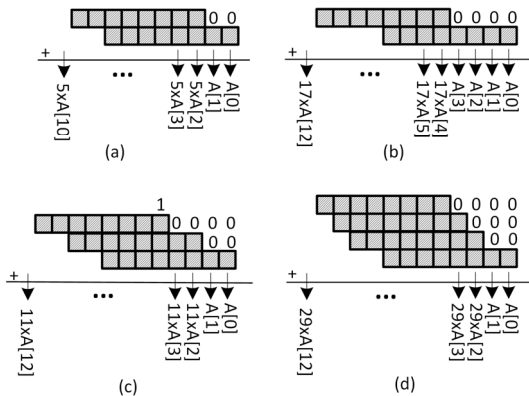 0 0
+
...
5xA[10]
5xA[3]
5xA[2]
A[1]
A[0]
(a)
0 0 0 0
+
...
17xA[12]
17xA[5]
17xA[4]
A[3]
A[2]
A[1]
A[0]
(b)
1
0 0 0 0
0 0
+
...
11xA[12]
11xA[3]
11xA[2]
A[1]
A[0]
(c)
0 0 0 0
0 0 0
0 0
+
...
29xA[12]
29xA[3]
29xA[2]
A[1]
A[0]
(d)